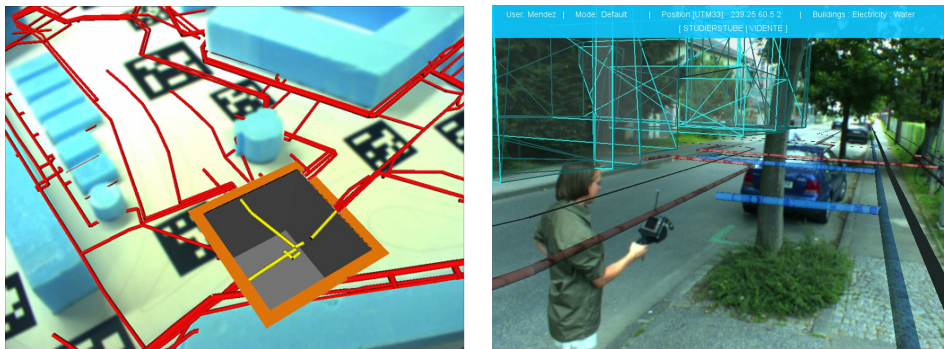 User: Mendez | Mode: Default | Position [UTM33] 239.25 60.5 2 | Buildings : Electricity : Water
[ STUDIERSTUBE | VIDENTE ]